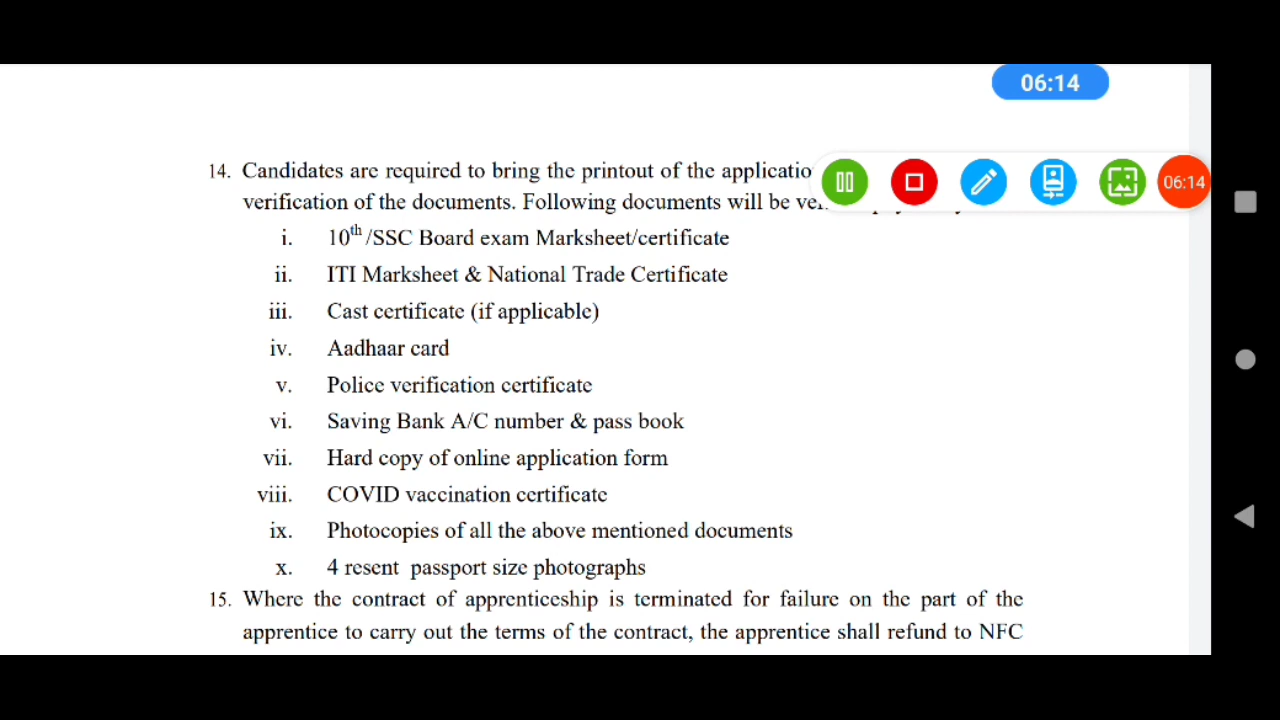 06:14
14. Candidates are required to bring the printout of the
06:14
verification of the documents. Following documents will be
i. 10th/SSC Board exam Marksheet/certificate
ii. ITI Marksheet & National Trade Certificate
iii. Cast certificate (if applicable)
iv. Aadhaar card
v. Police verification certificate
vi. Saving Bank A/C number & pass book
vii. Hard copy of online application form
viii. COVID vaccination certificate
ix. Photocopies of all the above mentioned documents
x. 4 resent passport size photographs
15. Where the contract of apprenticeship is terminated for failure on the part of the
apprentice to carry out the terms of the contract, the apprentice shall refund to NFC